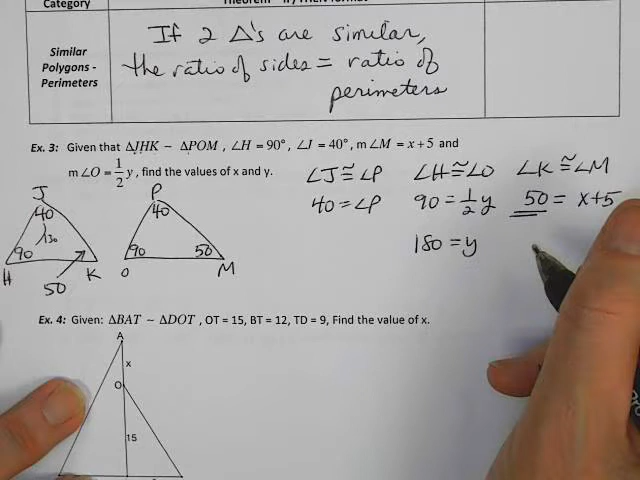 Category
Theorem - If/THEN format
Similar
Polygons -
Perimeters
If 2 Δ's are similar,
the ratio of sides = ratio of
perimeters
Ex. 3: Given that ΔJHK ~ ΔPOM, ∠H = 90°, ∠J = 40°, m∠M = x+5 and
m∠O = 1/2 y, find the values of x and y.
∠J ≅ ∠P ∠H ≅ ∠O ∠K ≅ ∠M
40 = ∠P 90 = 1/2 y 50 = x+5
180 = y
J
40
130
90
H
K
50
P
40
90
50
O
M
Ex. 4: Given: ΔBAT ~ ΔDOT, OT = 15, BT = 12, TD = 9, Find the value of x.
A
x
O
15